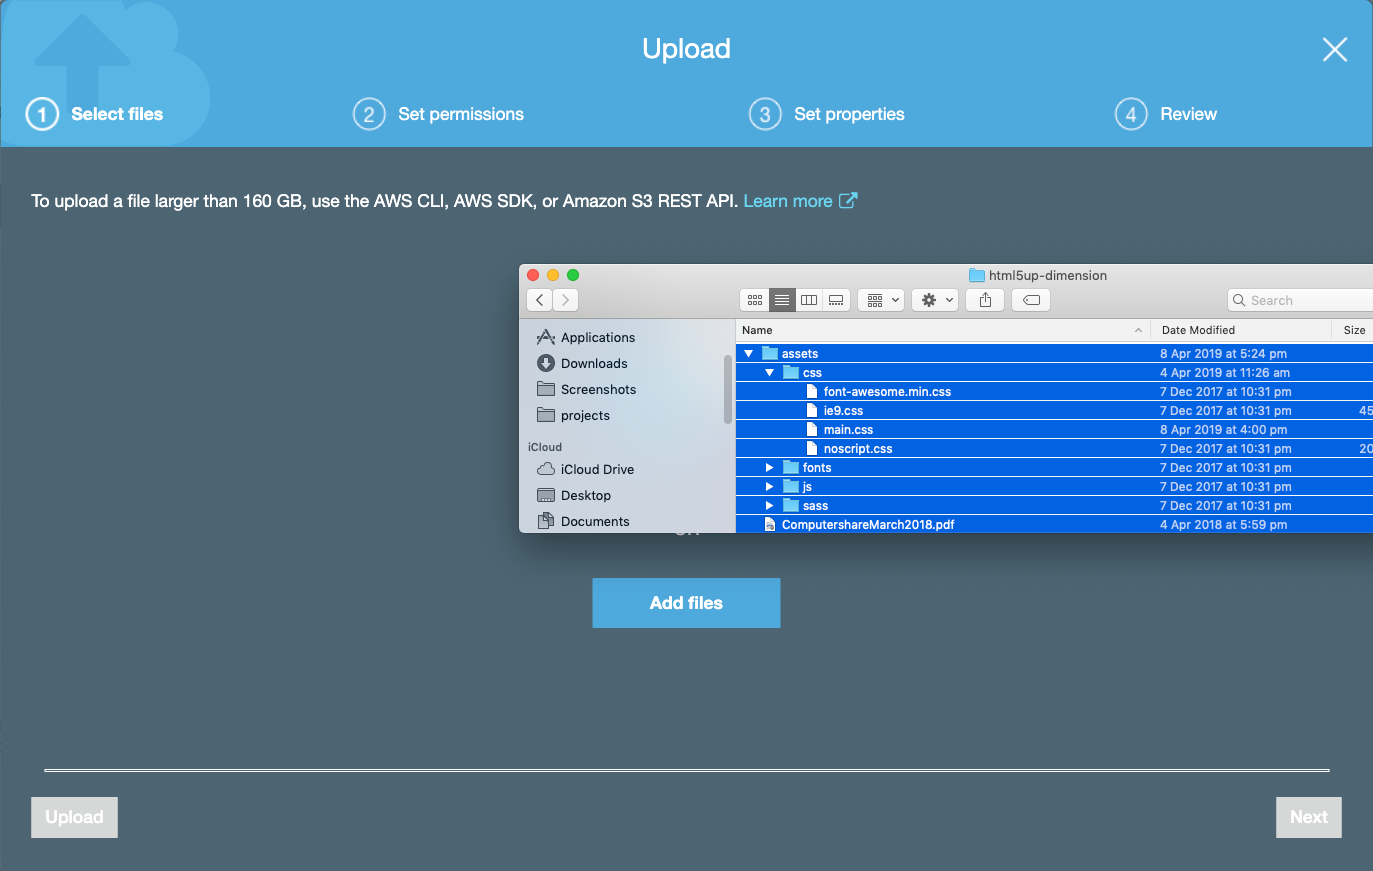 Upload
1 Select files
2 Set permissions
3 Set properties
4 Review
To upload a file larger than 160 GB, use the AWS CLI, AWS SDK, or Amazon S3 REST API. Learn more
html5up-dimension
Search
Applications
Downloads
Screenshots
projects
iCloud
iCloud Drive
Desktop
Documents
Name Date Modified Size
assets 8 Apr 2019 at 5:24 pm
css 4 Apr 2019 at 11:26 am
font-awesome.min.css 7 Dec 2017 at 10:31 pm
ie9.css 7 Dec 2017 at 10:31 pm 45
main.css 8 Apr 2019 at 4:00 pm
noscript.css 7 Dec 2017 at 10:31 pm 20
fonts 7 Dec 2017 at 10:31 pm
js 7 Dec 2017 at 10:31 pm
sass 7 Dec 2017 at 10:31 pm
ComputershareMarch2018.pdf 4 Apr 2018 at 5:59 pm
Add files
Upload
Next